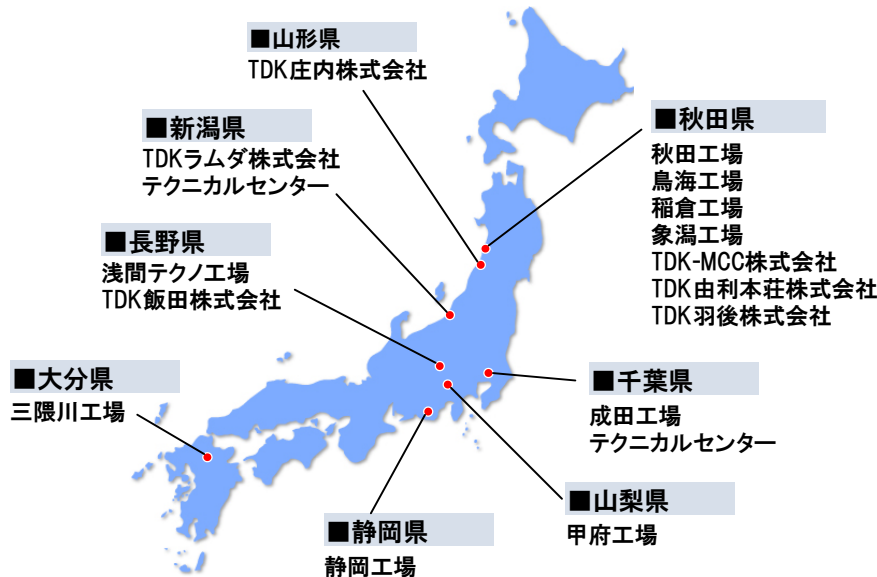 ■山形県
TDK庄内株式会社
■新潟県
TDKラムダ株式会社
テクニカルセンター
■秋田県
秋田工場
鳥海工場
稲倉工場
象潟工場
TDK-MCC株式会社
TDK由利本荘株式会社
TDK羽後株式会社
■長野県
浅間テクノ工場
TDK飯田株式会社
■大分県
三隈川工場
■千葉県
成田工場
テクニカルセンター
■山梨県
甲府工場
■静岡県
静岡工場